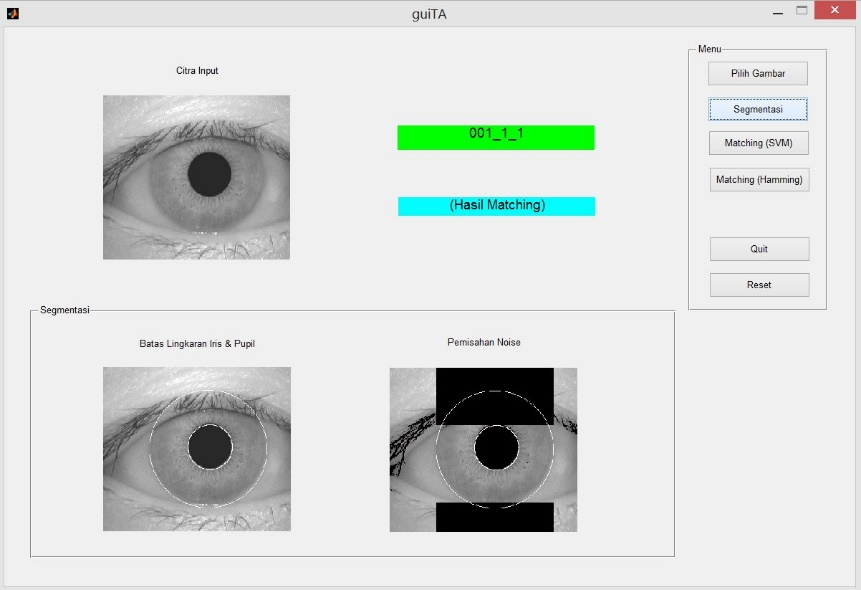 guiTA
Citra Input
001_1_1
(Hasil Matching)
Menu
Pilih Gambar
Segmentasi
Matching (SVM)
Matching (Hamming)
Quit
Reset
Segmentasi
Batas Lingkaran Iris & Pupil
Pemisahan Noise